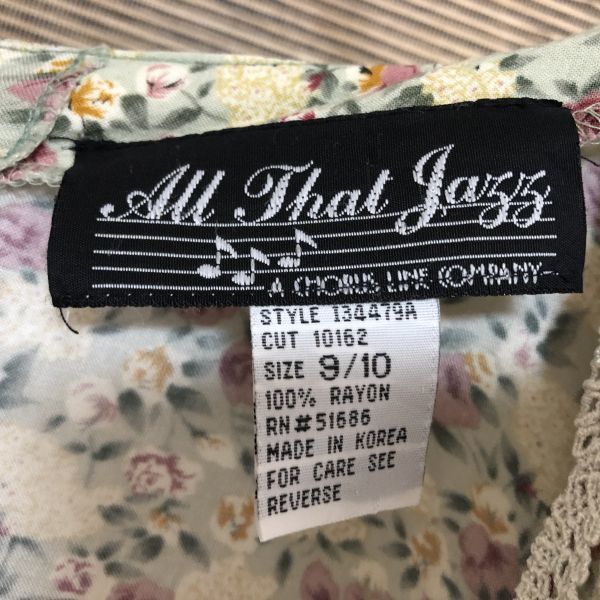 All That Jazz
A CHORUS LINE COMPANY
STYLE 134479A
CUT 10162
SIZE 9/10
100% RAYON
RN#51686
MADE IN KOREA
FOR CARE SEE
REVERSE